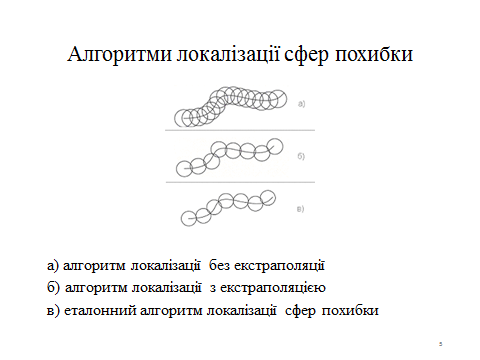 Алгоритми локалізації сфер похибки
а)
б)
в)
а) алгоритм локалізації без екстраполяції
б) алгоритм локалізації з екстраполяцією
в) еталонний алгоритм локалізації сфер похибки
5